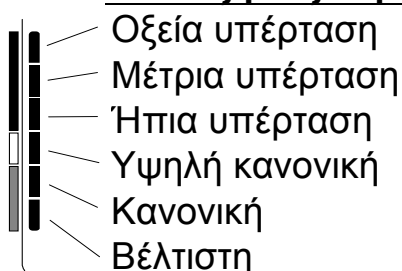 Οξεία υπέρταση
Μέτρια υπέρταση
Ήπια υπέρταση
Υψηλή κανονική
Κανονική
Βέλτιστη